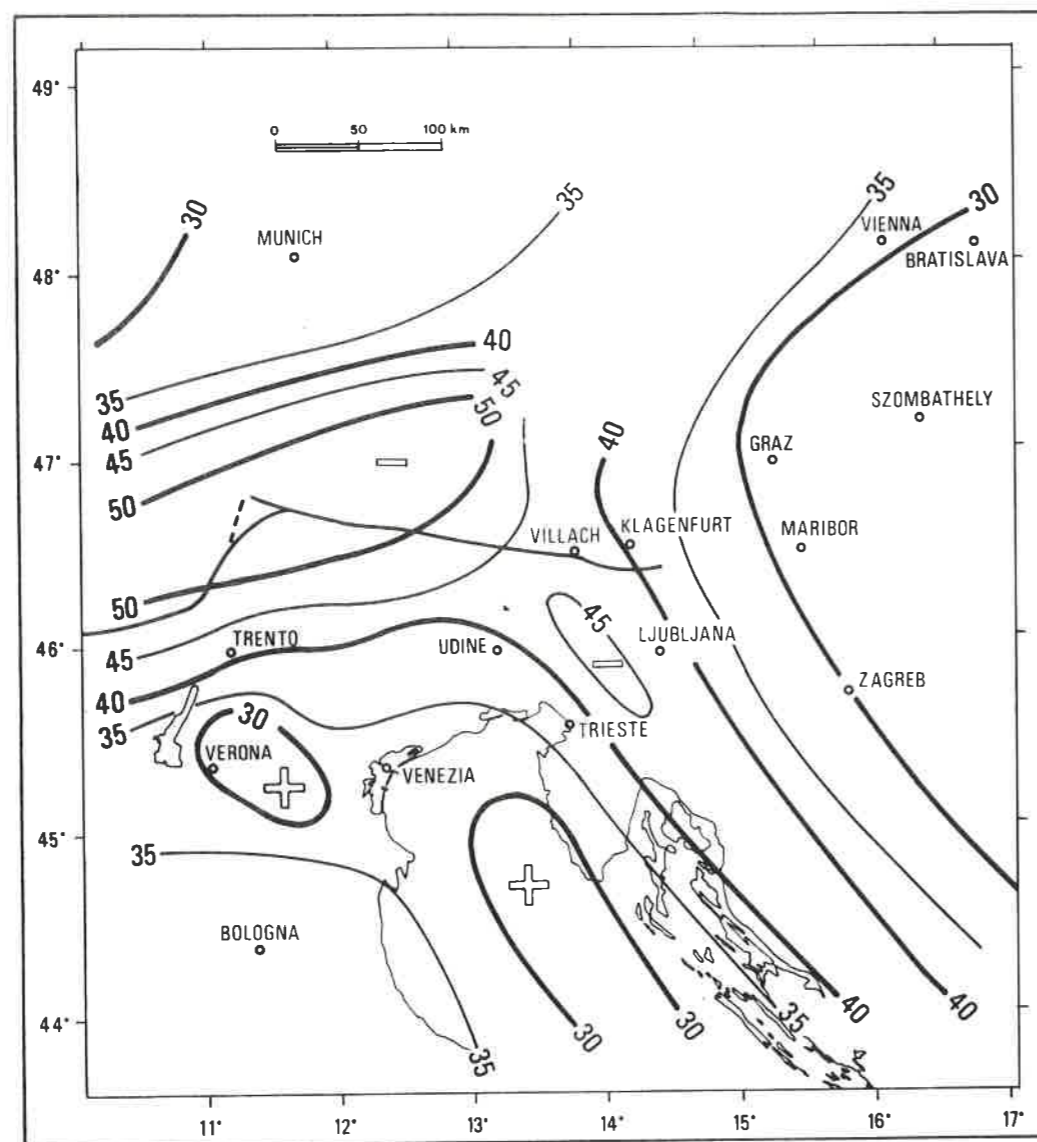 49°
0 50 100 km
35
30
30
VIENNA
MUNICH
BRATISLAVA
48°
40
35
45
SZOMBATHELY
50
40
40
GRAZ
45
47°
50
VILLACH
KLAGENFURT
MARIBOR
50
45
TRENTO
UDINE
LJUBLJANA
46°
45
ZAGREB
40
30
35
TRIESTE
VERONA
VENEZIA
45°
35
BOLOGNA
44°
35
30
30
35
40
40
11°
12°
13°
14°
15°
16°
17°